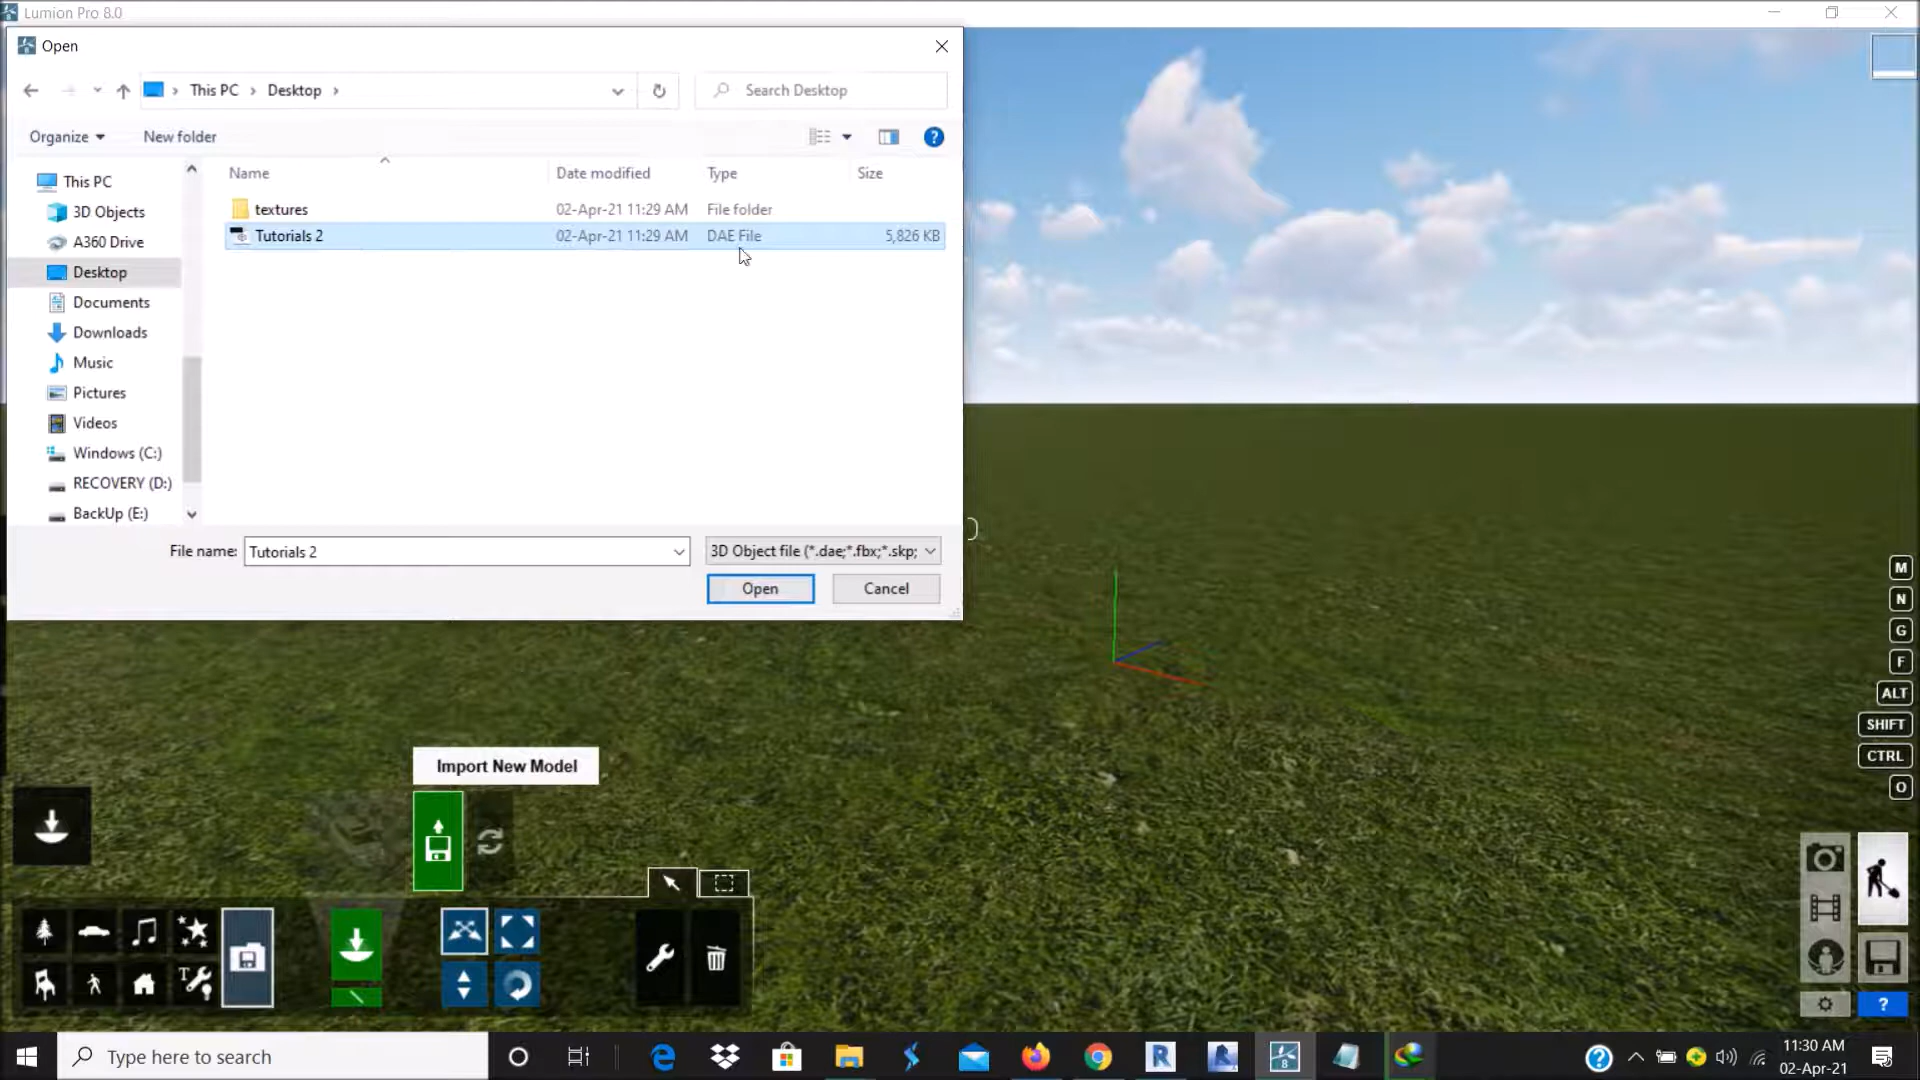 Lumion Pro 8.0
Open
This PC > Desktop >
Search Desktop
Organize
New folder
Name Date modified Type Size
textures 02-Apr-21 11:29 AM File folder
Tutorials 2 02-Apr-21 11:29 AM DAE File 5,826 KB
This PC
3D Objects
A360 Drive
Desktop
Documents
Downloads
Music
Pictures
Videos
Windows (C:)
RECOVERY (D:)
BackUp (E:)
File name: Tutorials 2
3D Object file (*.dae;*.fbx;*.skp;
Open Cancel
)
M
N
G
F
ALT
SHIFT
CTRL
O
Import New Model
T
?
Type here to search
8
11:30 AM
02-Apr-21